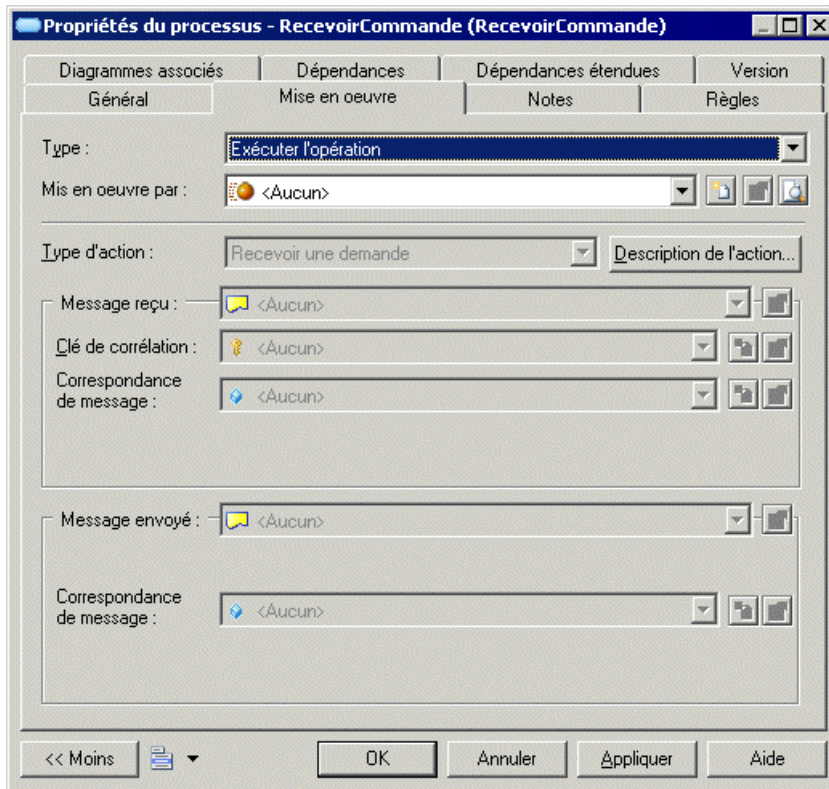 Propriétés du processus - RecevoirCommande (RecevoirCommande)
Diagrammes associés Dépendances Dépendances étendues Version
Général Mise en oeuvre Notes Règles
Type : Exécuter l'opération
Mis en oeuvre par : <Aucun>
Type d'action : Recevoir une demande Description de l'action...
Message reçu : <Aucun>
Clé de corrélation : <Aucun>
Correspondance
de message : <Aucun>
Message envoyé : <Aucun>
Correspondance
de message : <Aucun>
<< Moins OK Annuler Appliquer Aide